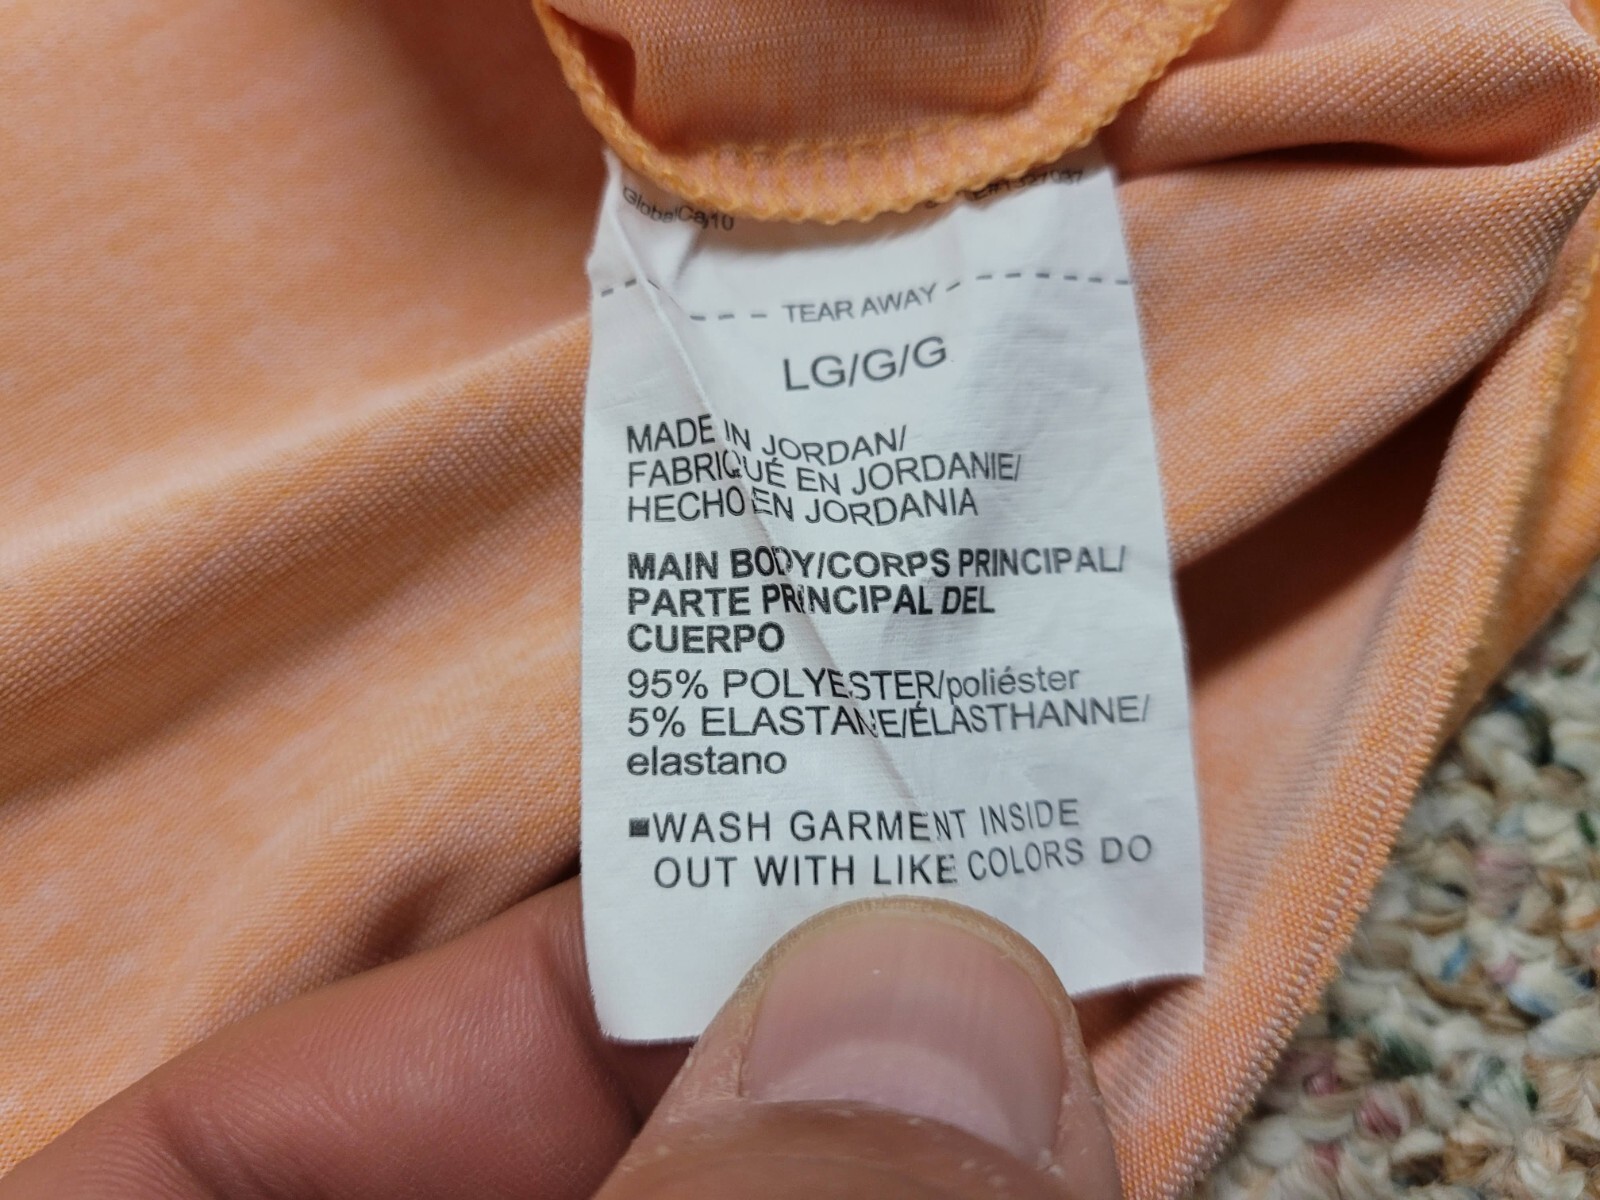 GlobalCaj10
TEAR AWAY
LG/G/G
MADE IN JORDAN/
FABRIQUÉ EN JORDANIE/
HECHO EN JORDANIA
MAIN BODY/CORPS PRINCIPAL/
PARTE PRINCIPAL DEL
CUERPO
95% POLYESTER/poliéster
5% ELASTANE/ÉLASTHANNE/
elastano
WASH GARMENT INSIDE
OUT WITH LIKE COLORS DO